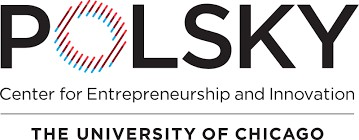 POLSKY
Center for Entrepreneurship and Innovation
THE UNIVERSITY OF CHICAGO